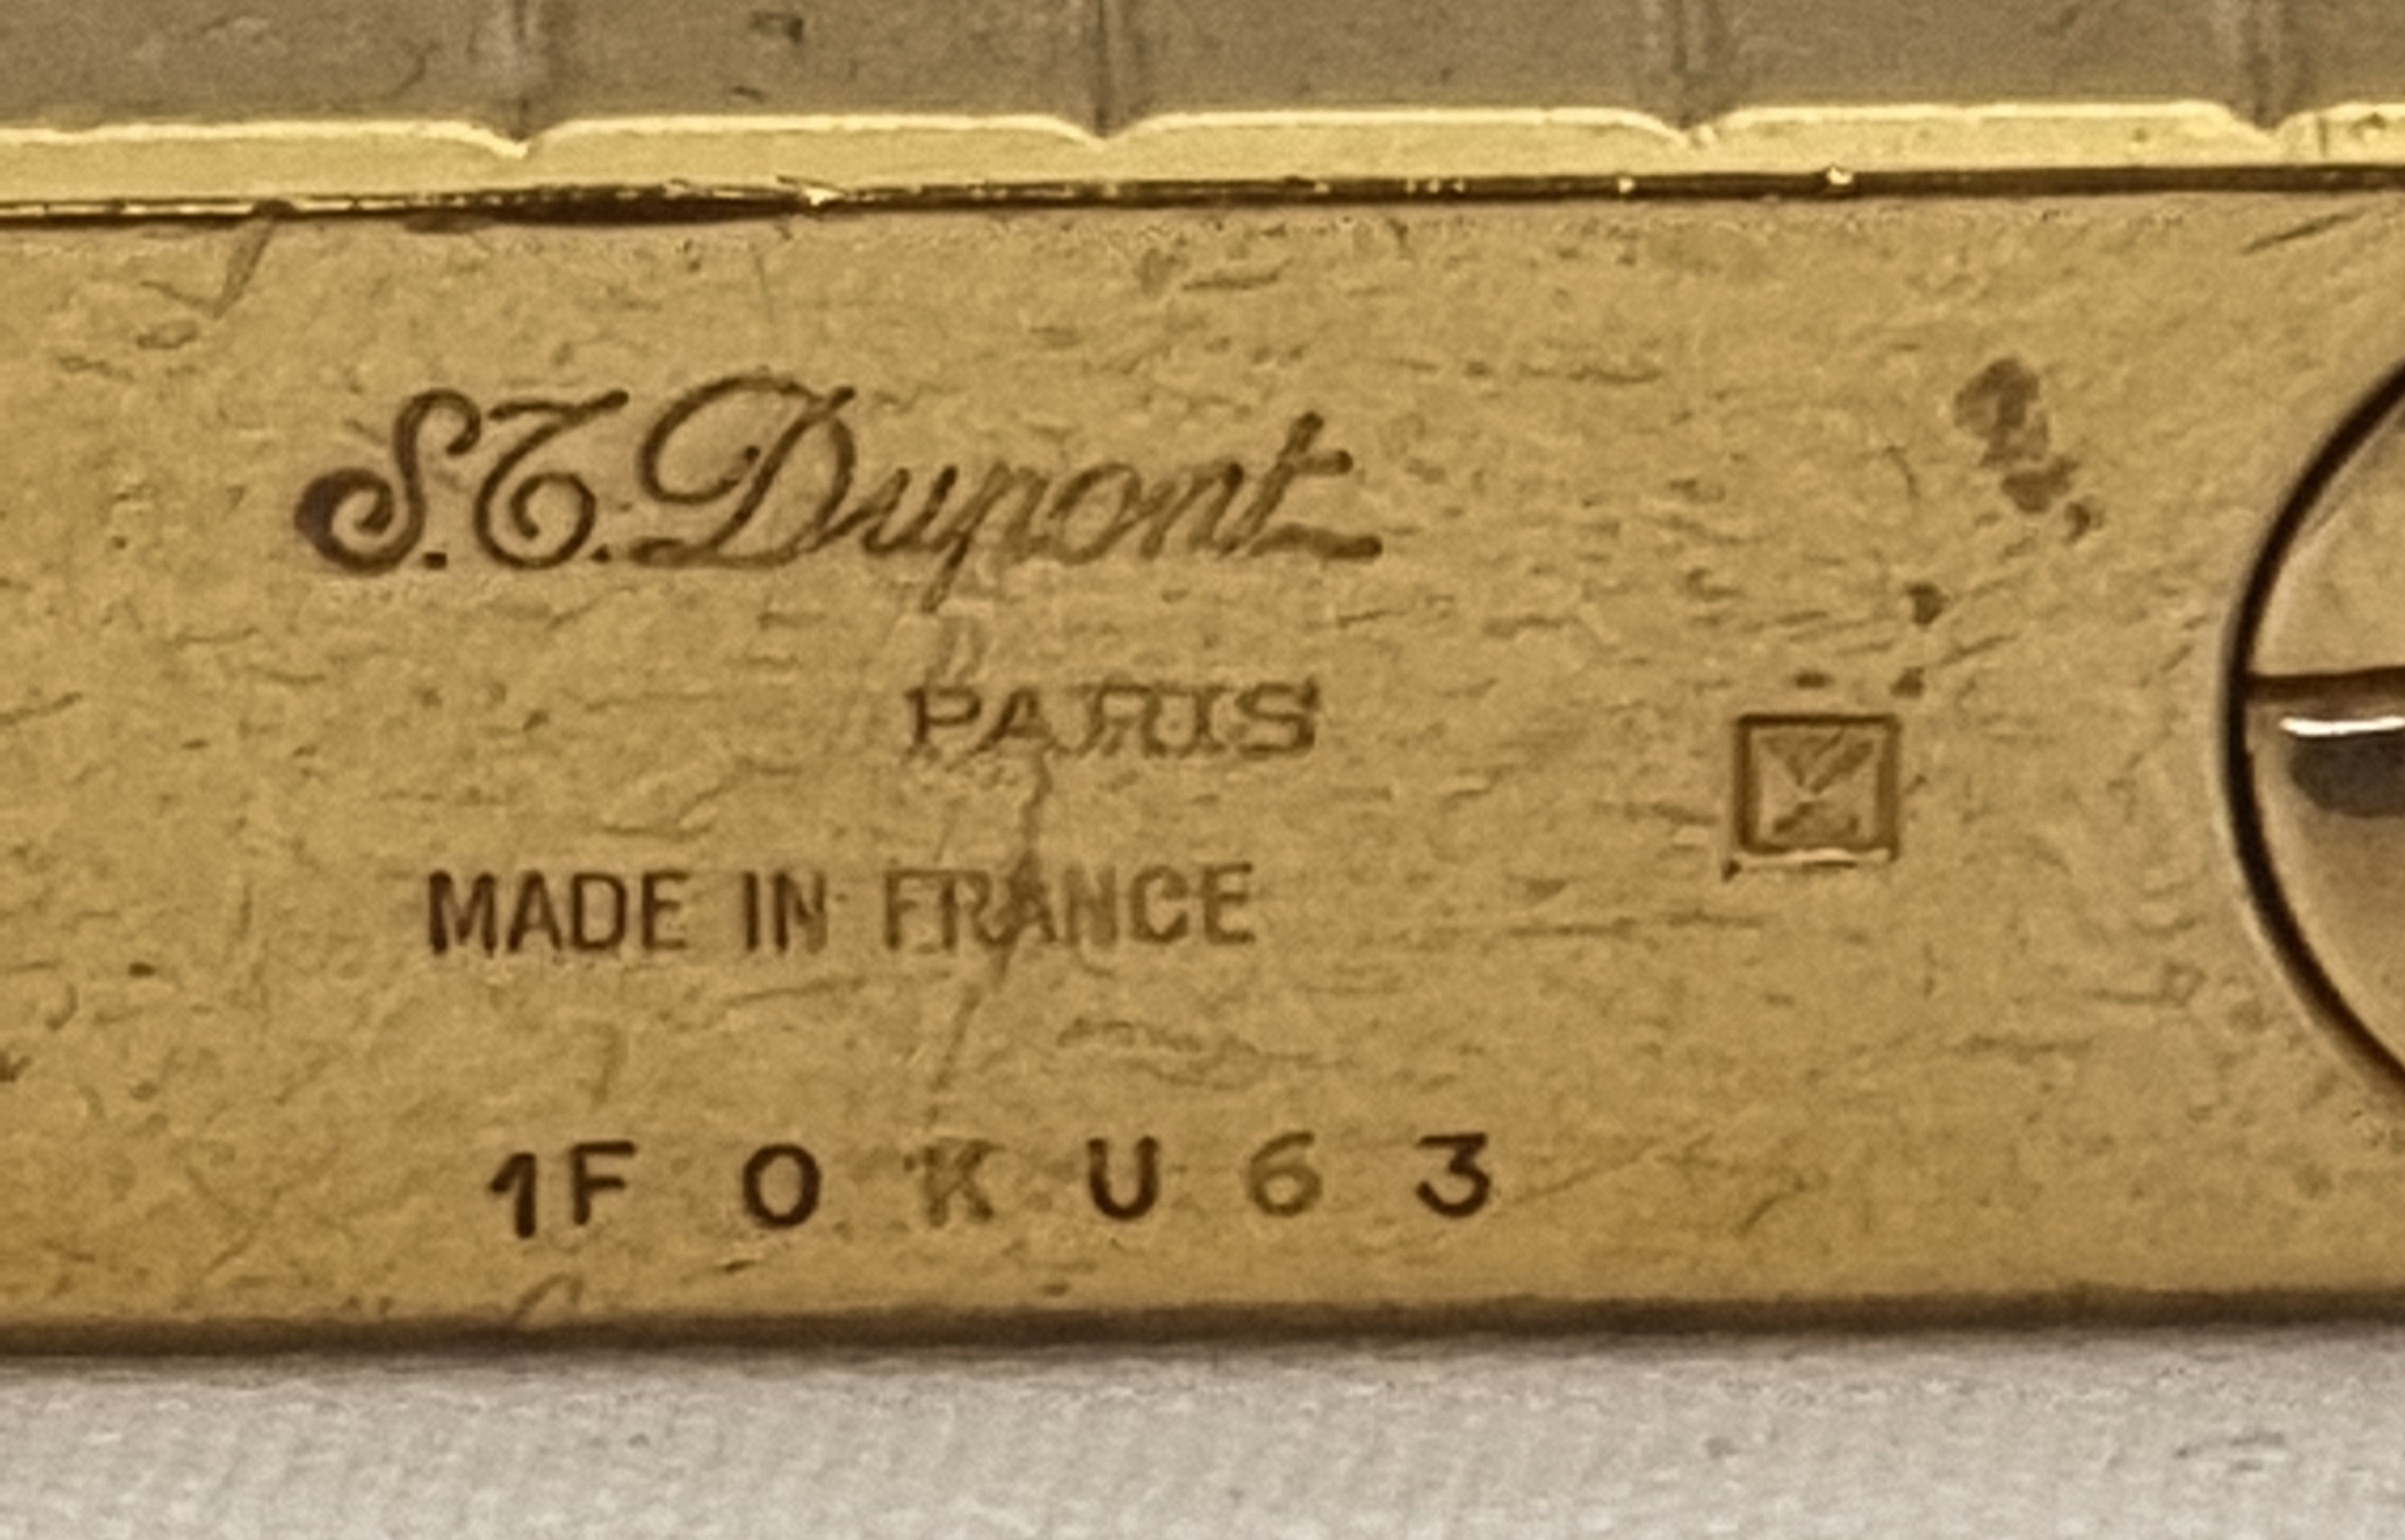 S.T. Dupont
PARIS
MADE IN FRANCE
1F0KU63